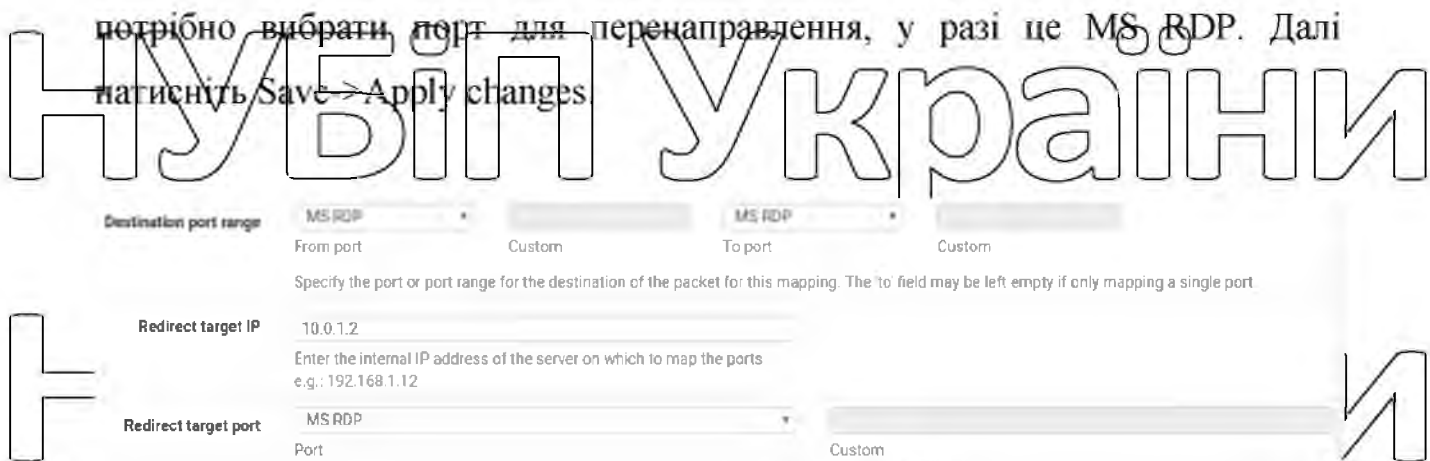 потрібно вибрати порт для перенаправлення, у разі це MS RDP. Далі
натисніть Save->Apply changes.
НУБіП України
Destination port range MS RDP MS RDP
From port Custom To port Custom
Specify the port or port range for the destination of the packet for this mapping. The 'to' field may be left empty if only mapping a single port.
Redirect target IP 10.0.1.2
Enter the internal IP address of the server on which to map the ports
e.g.: 192.168.1.12
Redirect target port MS RDP
Port Custom